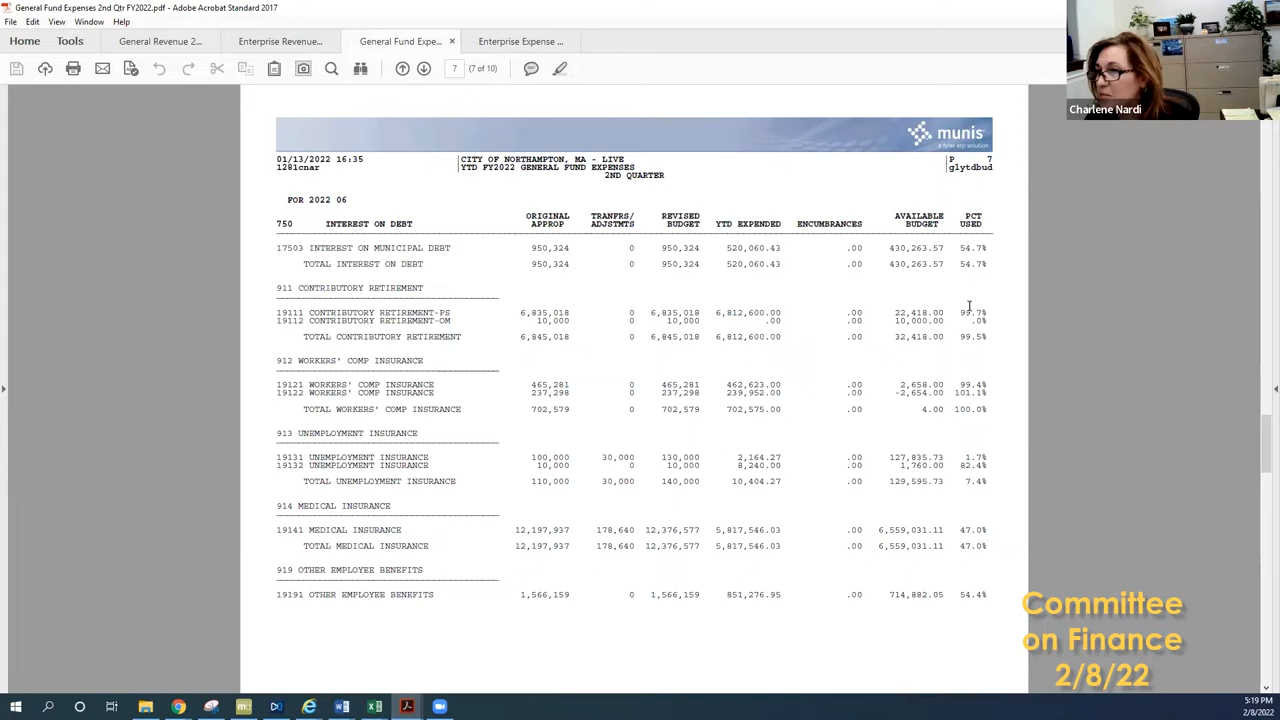 General Fund Expenses 2nd Qtr FY2022.pdf - Adobe Acrobat Standard 2017
File Edit View Window Help
Home Tools General Revenue 2... Enterprise Revenue... General Fund Expe... × Enterprise Expense ...
7 (7 of 10)
Charlene Nardi
munis
a tyler erp solution
01/13/2022 16:35 CITY OF NORTHAMPTON, MA - LIVE P 7
1281cnar YTD FY2022 GENERAL FUND EXPENSES glytdbud
2ND QUARTER
FOR 2022 06
ORIGINAL TRANFRS/ REVISED AVAILABLE PCT
750 INTEREST ON DEBT APPROP ADJSTMTS BUDGET YTD EXPENDED ENCUMBRANCES BUDGET USED
17503 INTEREST ON MUNICIPAL DEBT 950,324 0 950,324 520,060.43 .00 430,263.57 54.7%
TOTAL INTEREST ON DEBT 950,324 0 950,324 520,060.43 .00 430,263.57 54.7%
911 CONTRIBUTORY RETIREMENT
19111 CONTRIBUTORY RETIREMENT-PS 6,835,018 0 6,835,018 6,812,600.00 .00 22,418.00 99.7%
19112 CONTRIBUTORY RETIREMENT-OM 10,000 0 10,000 .00 .00 10,000.00 .0%
TOTAL CONTRIBUTORY RETIREMENT 6,845,018 0 6,845,018 6,812,600.00 .00 32,418.00 99.5%
912 WORKERS' COMP INSURANCE
19121 WORKERS' COMP INSURANCE 465,281 0 465,281 462,623.00 .00 2,658.00 99.4%
19122 WORKERS' COMP INSURANCE 237,298 0 237,298 239,952.00 .00 -2,654.00 101.1%
TOTAL WORKERS' COMP INSURANCE 702,579 0 702,579 702,575.00 .00 4.00 100.0%
913 UNEMPLOYMENT INSURANCE
19131 UNEMPLOYMENT INSURANCE 100,000 30,000 130,000 2,164.27 .00 127,835.73 1.7%
19132 UNEMPLOYMENT INSURANCE 10,000 0 10,000 8,240.00 .00 1,760.00 82.4%
TOTAL UNEMPLOYMENT INSURANCE 110,000 30,000 140,000 10,404.27 .00 129,595.73 7.4%
914 MEDICAL INSURANCE
19141 MEDICAL INSURANCE 12,197,937 178,640 12,376,577 5,817,546.03 .00 6,559,031.11 47.0%
TOTAL MEDICAL INSURANCE 12,197,937 178,640 12,376,577 5,817,546.03 .00 6,559,031.11 47.0%
919 OTHER EMPLOYEE BENEFITS
19191 OTHER EMPLOYEE BENEFITS 1,566,159 0 1,566,159 851,276.95 .00 714,882.05 54.4%
Committee
on Finance
2/8/22
5:19 PM
2/8/2022